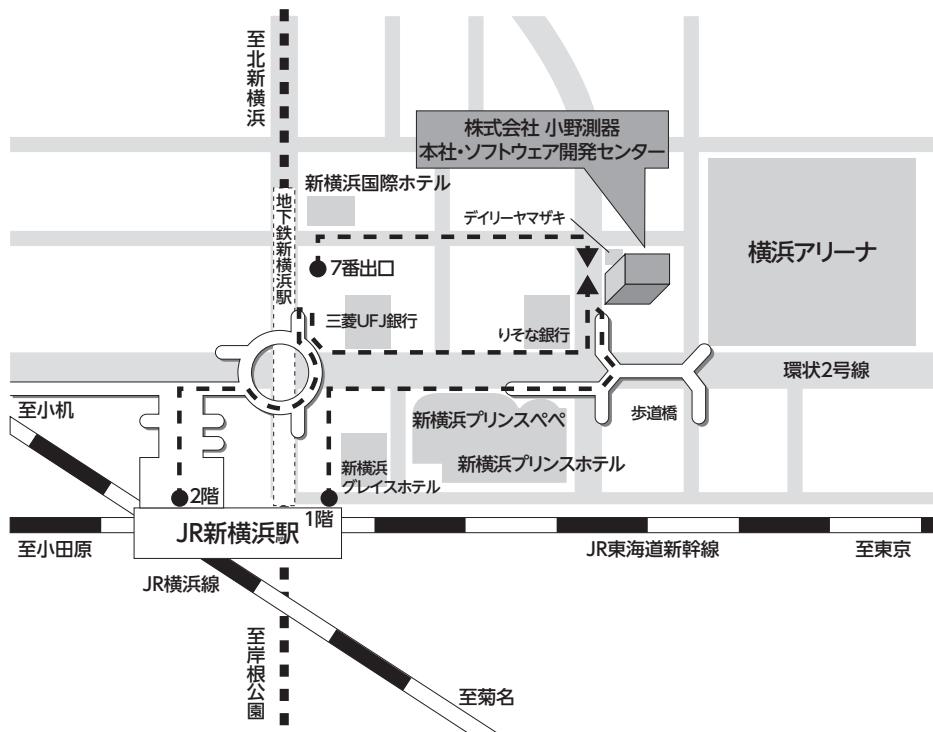 至北新横浜
株式会社 小野測器
本社・ソフトウェア開発センター
新横浜国際ホテル
地下鉄新横浜駅
デイリーヤマザキ
横浜アリーナ
7番出口
三菱UFJ銀行
りそな銀行
環状2号線
至小机
新横浜プリンスペペ
歩道橋
新横浜
グレイスホテル
新横浜プリンスホテル
2階
1階
JR新横浜駅
至小田原
JR東海道新幹線
至東京
JR横浜線
至岸根公園
至菊名